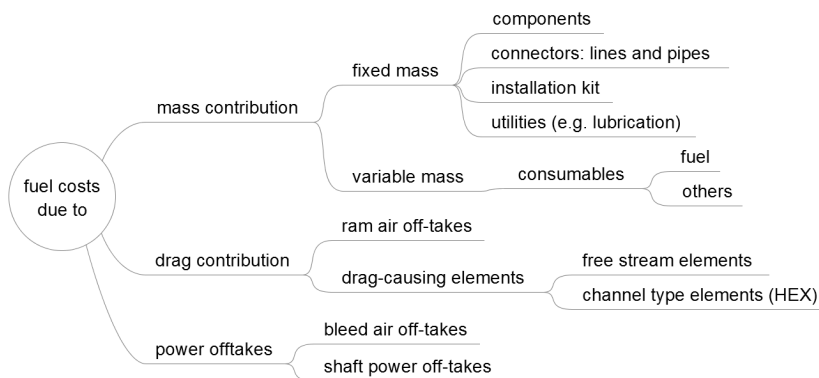 fuel costs
due to
mass contribution
fixed mass
components
connectors: lines and pipes
installation kit
utilities (e.g. lubrication)
variable mass
consumables
fuel
others
drag contribution
ram air off-takes
drag-causing elements
free stream elements
channel type elements (HEX)
power offtakes
bleed air off-takes
shaft power off-takes